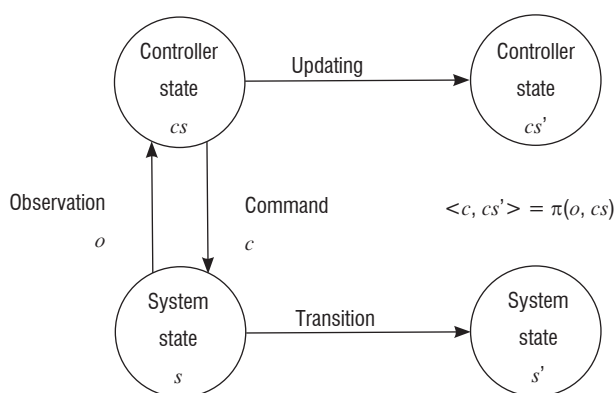 Controller
state
cs
Updating
Controller
state
cs’
Observation
o
Command
c
<c, cs’> = π(o, cs)
System
state
s
Transition
System
state
s’